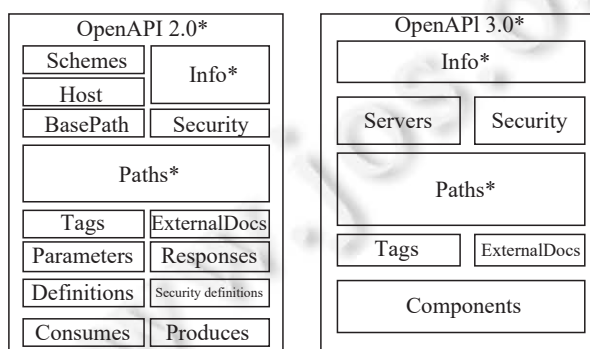 OpenAPI 2.0*
Schemes
Info*
Host
BasePath
Security
Paths*
Tags
ExternalDocs
Parameters
Responses
Definitions
Security definitions
Consumes
Produces
OpenAPI 3.0*
Info*
Servers
Security
Paths*
Tags
ExternalDocs
Components